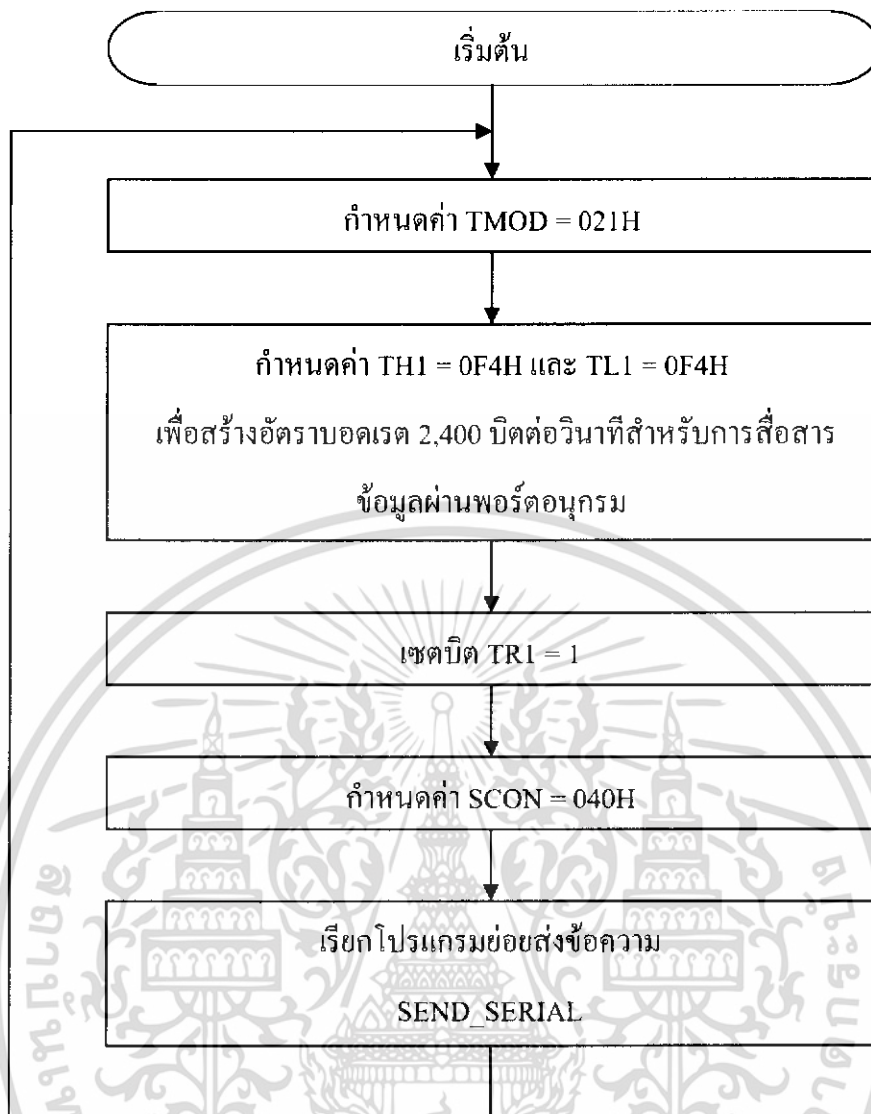 เริ่มต้น
กำหนดค่า TMOD = 021H
กำหนดค่า TH1 = 0F4H และ TL1 = 0F4H
เพื่อสร้างอัตราบอดเรต 2,400 บิตต่อวินาทีสำหรับการสื่อสาร
ข้อมูลผ่านพอร์ตอนุกรม
เซตบิต TR1 = 1
กำหนดค่า SCON = 040H
เรียกโปรแกรมย่อยส่งข้อความ
SEND_SERIAL